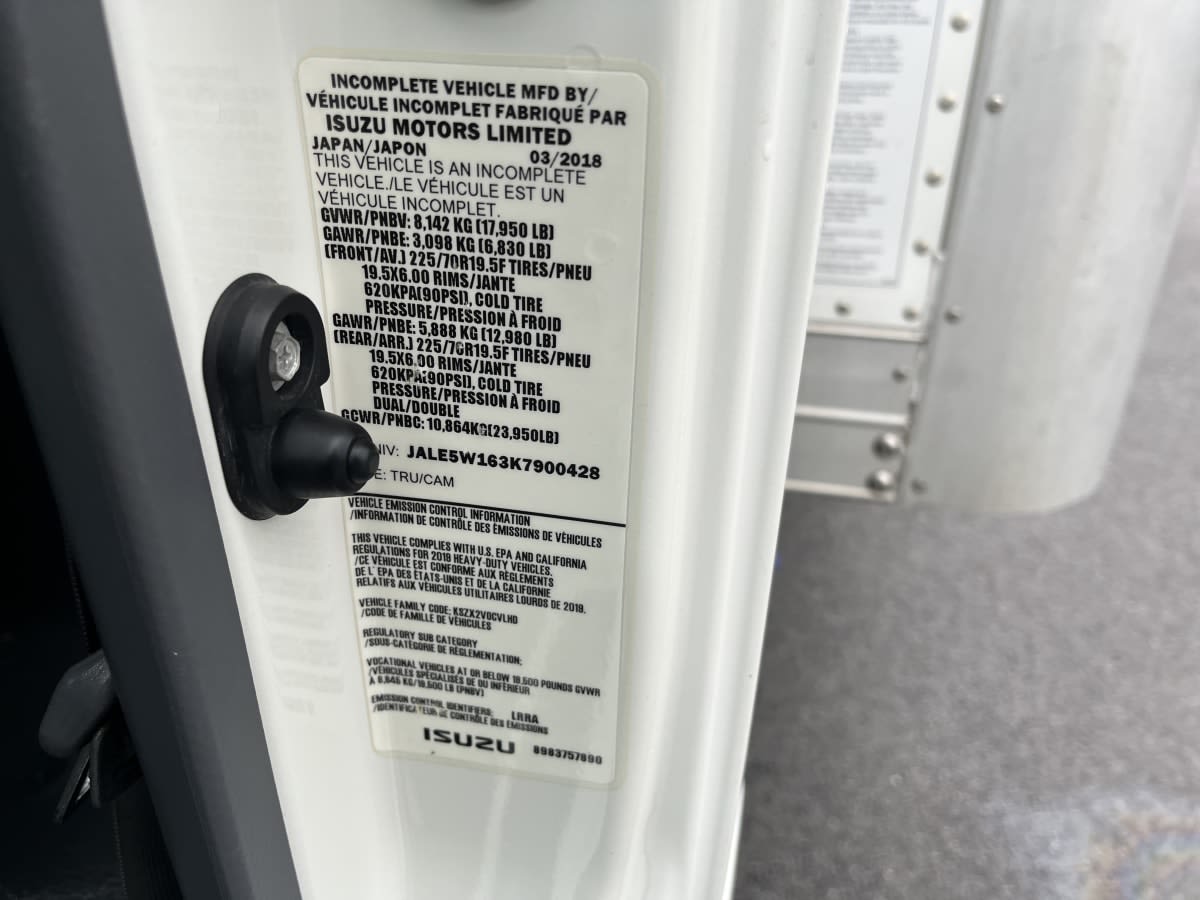 INCOMPLETE VEHICLE MFD BY/
VÉHICULE INCOMPLET FABRIQUÉ PAR
ISUZU MOTORS LIMITED
JAPAN/JAPON 03/2018
THIS VEHICLE IS AN INCOMPLETE
VEHICLE./LE VÉHICULE EST UN
VÉHICULE INCOMPLET.
GVWR/PNBV: 8,142 KG (17,950 LB)
GAWR/PNBE: 3,098 KG (6,830 LB)
(FRONT/AV.) 225/70R19.5F TIRES/PNEU
19.5X6.00 RIMS/JANTE
620KPA(90PSI), COLD TIRE
PRESSURE/PRESSION À FROID
GAWR/PNBE: 5,888 KG (12,980 LB)
(REAR/ARR.) 225/70R19.5F TIRES/PNEU
19.5X6.00 RIMS/JANTE
620KPA(90PSI), COLD TIRE
PRESSURE/PRESSION À FROID
DUAL/DOUBLE
GCWR/PNBC: 10,864KG(23,950LB)
NIV: JALE5W163K7900428
E: TRU/CAM
VEHICLE EMISSION CONTROL INFORMATION
/INFORMATION DE CONTRÔLE DES ÉMISSIONS DE VÉHICULES
THIS VEHICLE COMPLIES WITH U.S. EPA AND CALIFORNIA
REGULATIONS FOR 2019 HEAVY-DUTY VEHICLES.
/CE VÉHICULE EST CONFORME AUX RÈGLEMENTS
DE L' EPA DES ÉTATS-UNIS ET DE LA CALIFORNIE
RELATIFS AUX VÉHICULES UTILITAIRES LOURDS DE 2019.
VEHICLE FAMILY CODE: KSZX2VOCVLHD
/CODE DE FAMILLE DE VÉHICULES
REGULATORY SUB CATEGORY
/SOUS-CATÉGORIE DE RÉGLEMENTATION:
VOCATIONAL VEHICLES AT OR BELOW 19,500 POUNDS GVWR
/VÉHICULES SPÉCIALISÉS DE OU INFÉRIEUR
À 8,845 KG/19,500 LB (PNBV)
EMISSION CONTROL IDENTIFIERS: LRRA
/IDENTIFICATEUR DE CONTRÔLE DES ÉMISSIONS
ISUZU 8983757890